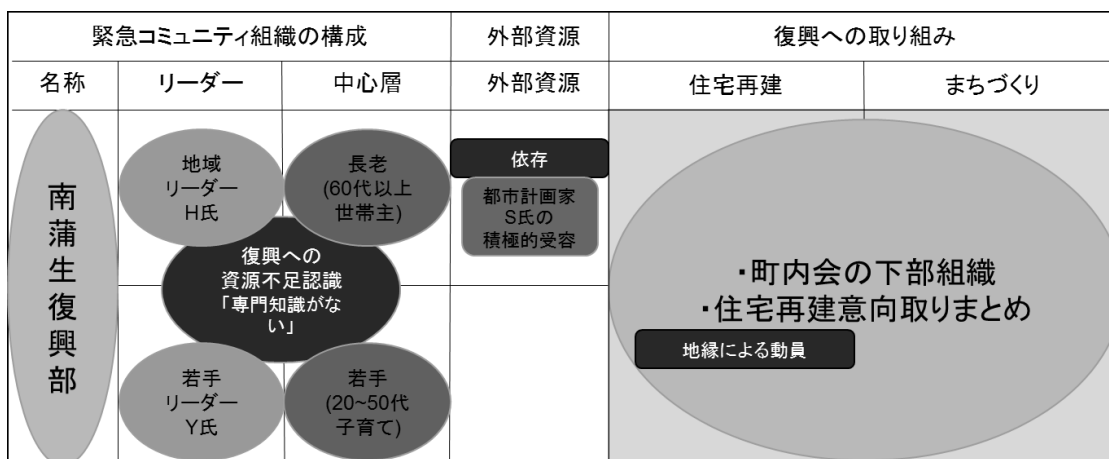 緊急コミュニティ組織の構成
外部資源
復興への取り組み
名称
リーダー
中心層
外部資源
住宅再建
まちづくり
南蒲生復興部
地域
リーダー
H氏
長老
(60代以上
世帯主)
依存
都市計画家
S氏の
積極的受容
復興への
資源不足認識
「専門知識がな
い」
・町内会の下部組織
・住宅再建意向取りまとめ
地縁による動員
若手
リーダー
Y氏
若手
(20~50代
子育て)